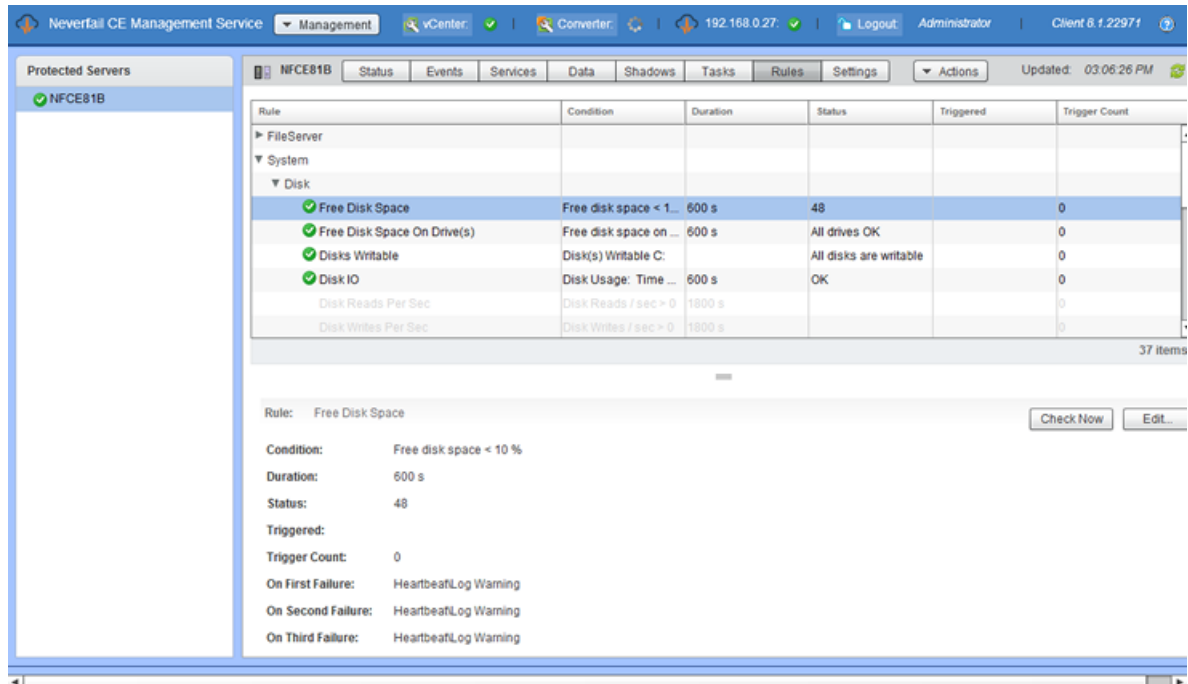 Neverfail CE Management Service Management vCenter: Converter: 192.168.0.27: Logout Administrator Client 6.1.22971
Protected Servers
NFCE81B
NFCE81B Status Events Services Data Shadows Tasks Rules Settings Actions Updated: 03:06:26 PM
Rule Condition Duration Status Triggered Trigger Count
FileServer
System
Disk
Free Disk Space Free disk space < 1... 600 s 48 0
Free Disk Space On Drive(s) Free disk space on ... 600 s All drives OK 0
Disks Writable Disk(s) Writable C: All disks are writable 0
Disk IO Disk Usage: Time ... 600 s OK 0
Disk Reads Per Sec Disk Reads / sec > 0 1800 s 0
Disk Writes Per Sec Disk Writes / sec > 0 1800 s 0
37 items
Rule: Free Disk Space Check Now Edit...
Condition: Free disk space < 10 %
Duration: 600 s
Status: 48
Triggered:
Trigger Count: 0
On First Failure: Heartbeat\Log Warning
On Second Failure: Heartbeat\Log Warning
On Third Failure: Heartbeat\Log Warning